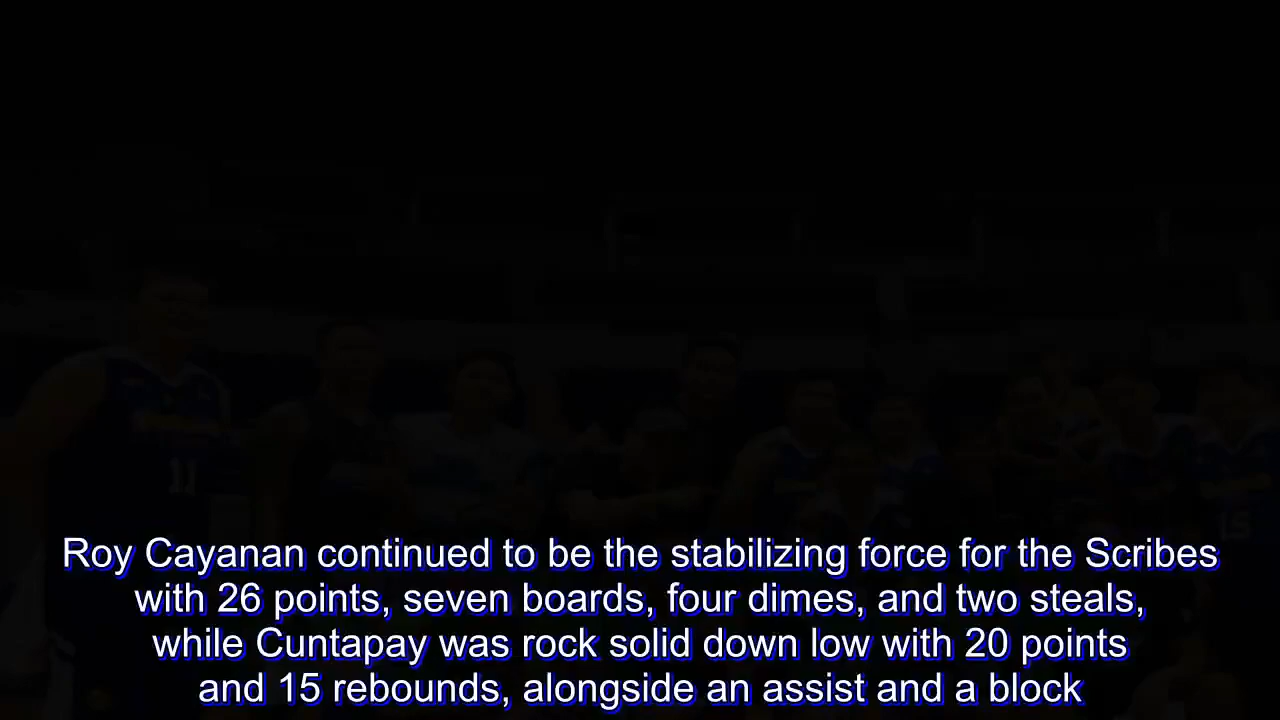 Roy Cayanan continued to be the stabilizing force for the Scribes
with 26 points, seven boards, four dimes, and two steals,
while Cuntapay was rock solid down low with 20 points
and 15 rebounds, alongside an assist and a block
11
15